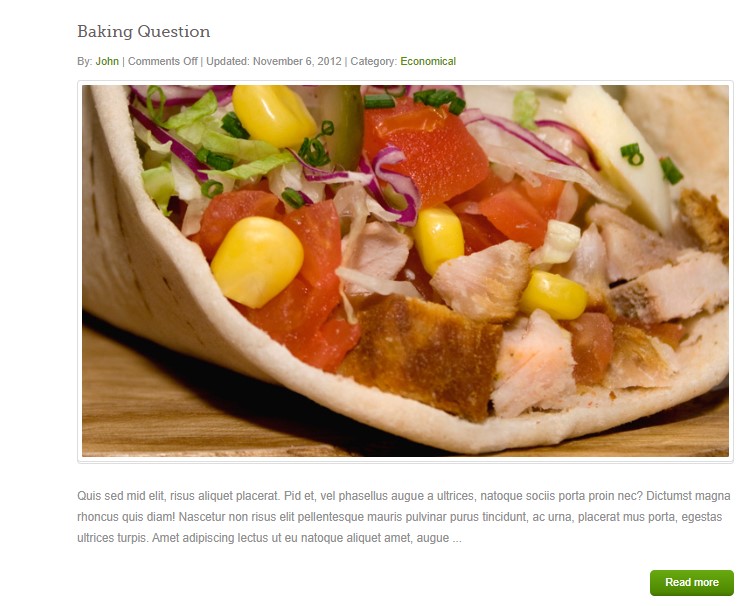 Baking Question
By: John | Comments Off | Updated: November 6, 2012 | Category: Economical
Quis sed mid elit, risus aliquet placerat. Pid et, vel phasellus augue a ultrices, natoque sociis porta proin nec? Dictumst magna
rhoncus quis diam! Nascetur non risus elit pellentesque mauris pulvinar purus tincidunt, ac urna, placerat mus porta, egestas
ultrices turpis. Amet adipiscing lectus ut eu natoque aliquet amet, augue ...
Read more